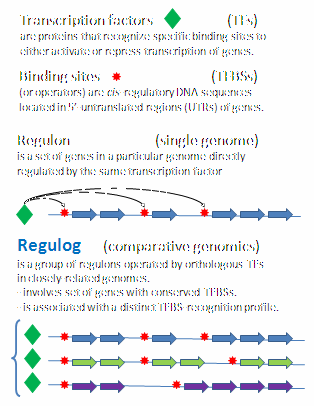 Transcription factors (TFs)
are proteins that recognize specific binding sites to
either activate or repress transcription of genes.
Binding sites (TFBSs)
(or operators) are cis-regulatory DNA sequences
located in 5'-untranslated regions (UTRs) of genes.
Regulon (single genome)
is a set of genes in a particular genome directly
regulated by the same transcription factor
Regulog (comparative genomics)
is a group of regulons operated by orthologous TFs
in closely-related genomes.
-involves set of genes with conserved TFBSs.
-is associated with a distinct TFBS-recognition profile.